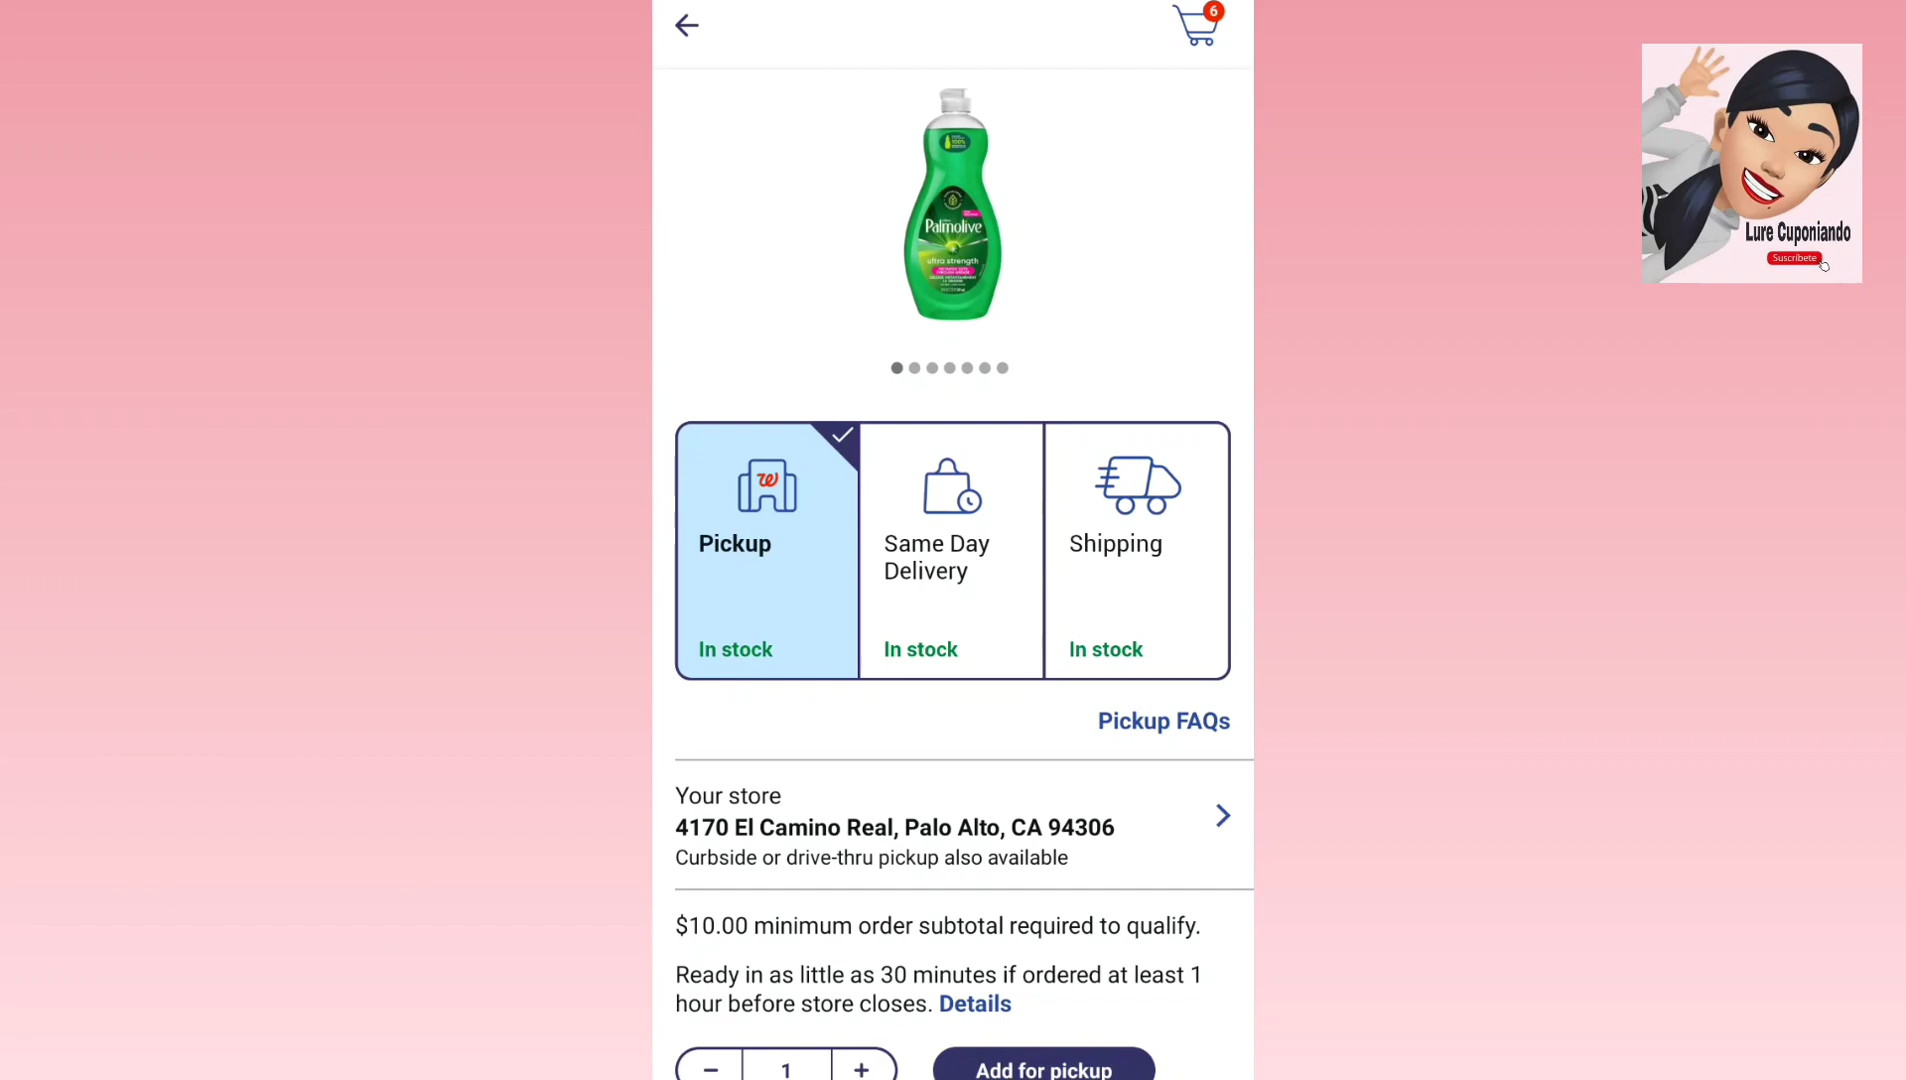 6
100%
Palmolive
ultra strength
Lure Cuponiando
Suscríbete
Pickup
Same Day
Delivery
Shipping
In stock
In stock
In stock
Pickup FAQs
Your store
4170 El Camino Real, Palo Alto, CA 94306
Curbside or drive-thru pickup also available
$10.00 minimum order subtotal required to qualify.
Ready in as little as 30 minutes if ordered at least 1
hour before store closes. Details
− 1 +
Add for pickup